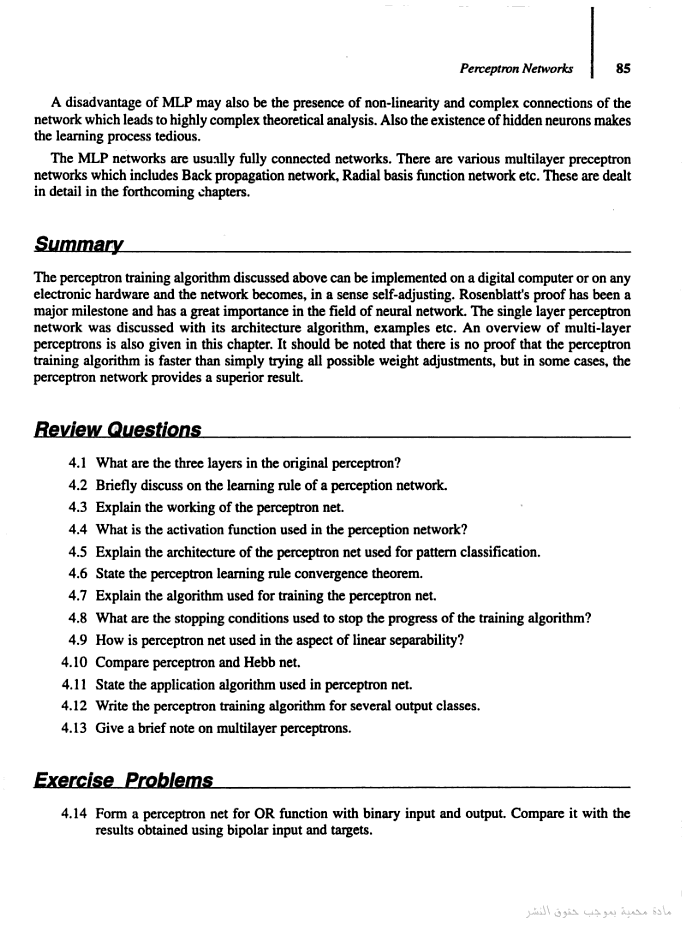 Perceptron Networks 85
A disadvantage of MLP may also be the presence of non-linearity and complex connections of the
network which leads to highly complex theoretical analysis. Also the existence of hidden neurons makes
the learning process tedious.
The MLP networks are usually fully connected networks. There are various multilayer preceptron
networks which includes Back propagation network, Radial basis function network etc. These are dealt
in detail in the forthcoming chapters.
Summary
The perceptron training algorithm discussed above can be implemented on a digital computer or on any
electronic hardware and the network becomes, in a sense self-adjusting. Rosenblatt's proof has been a
major milestone and has a great importance in the field of neural network. The single layer perceptron
network was discussed with its architecture algorithm, examples etc. An overview of multi-layer
perceptrons is also given in this chapter. It should be noted that there is no proof that the perceptron
training algorithm is faster than simply trying all possible weight adjustments, but in some cases, the
perceptron network provides a superior result.
Review Questions
4.1 What are the three layers in the original perceptron?
4.2 Briefly discuss on the learning rule of a perception network.
4.3 Explain the working of the perceptron net.
4.4 What is the activation function used in the perception network?
4.5 Explain the architecture of the perceptron net used for pattern classification.
4.6 State the perceptron learning rule convergence theorem.
4.7 Explain the algorithm used for training the perceptron net.
4.8 What are the stopping conditions used to stop the progress of the training algorithm?
4.9 How is perceptron net used in the aspect of linear separability?
4.10 Compare perceptron and Hebb net.
4.11 State the application algorithm used in perceptron net.
4.12 Write the perceptron training algorithm for several output classes.
4.13 Give a brief note on multilayer perceptrons.
Exercise Problems
4.14 Form a perceptron net for OR function with binary input and output. Compare it with the
results obtained using bipolar input and targets.
مادة محمية بموجب حقوق النشر